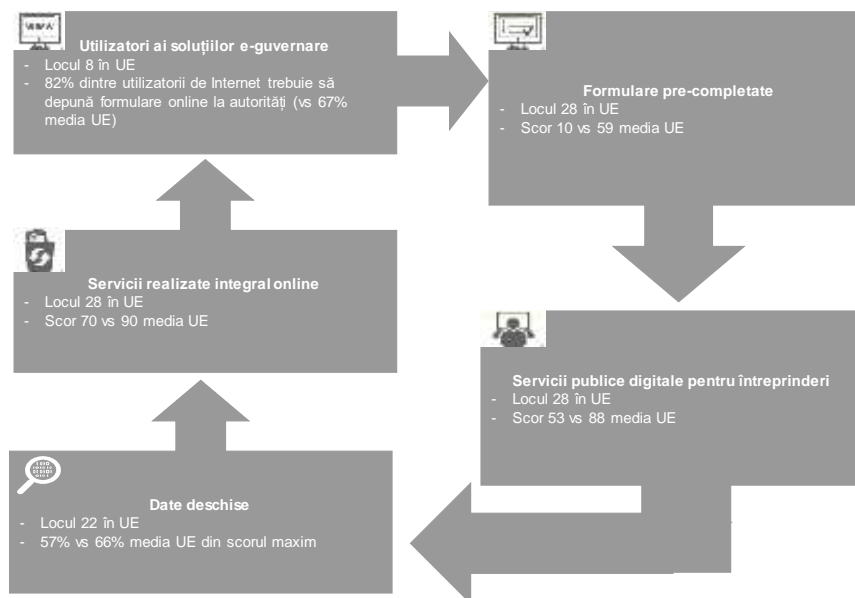 WWW
Utilizatori ai soluțiilor e-guvernare
- Locul 8 în UE
- 82% dintre utilizatorii de Internet trebuie să
depună formulare online la autorități (vs 67%
media UE)
Formulare pre-completate
- Locul 28 în UE
- Scor 10 vs 59 media UE
Servicii realizate integral online
- Locul 28 în UE
- Scor 70 vs 90 media UE
Servicii publice digitale pentru întreprinderi
- Locul 28 în UE
- Scor 53 vs 88 media UE
Date deschise
- Locul 22 în UE
- 57% vs 66% media UE din scorul maxim